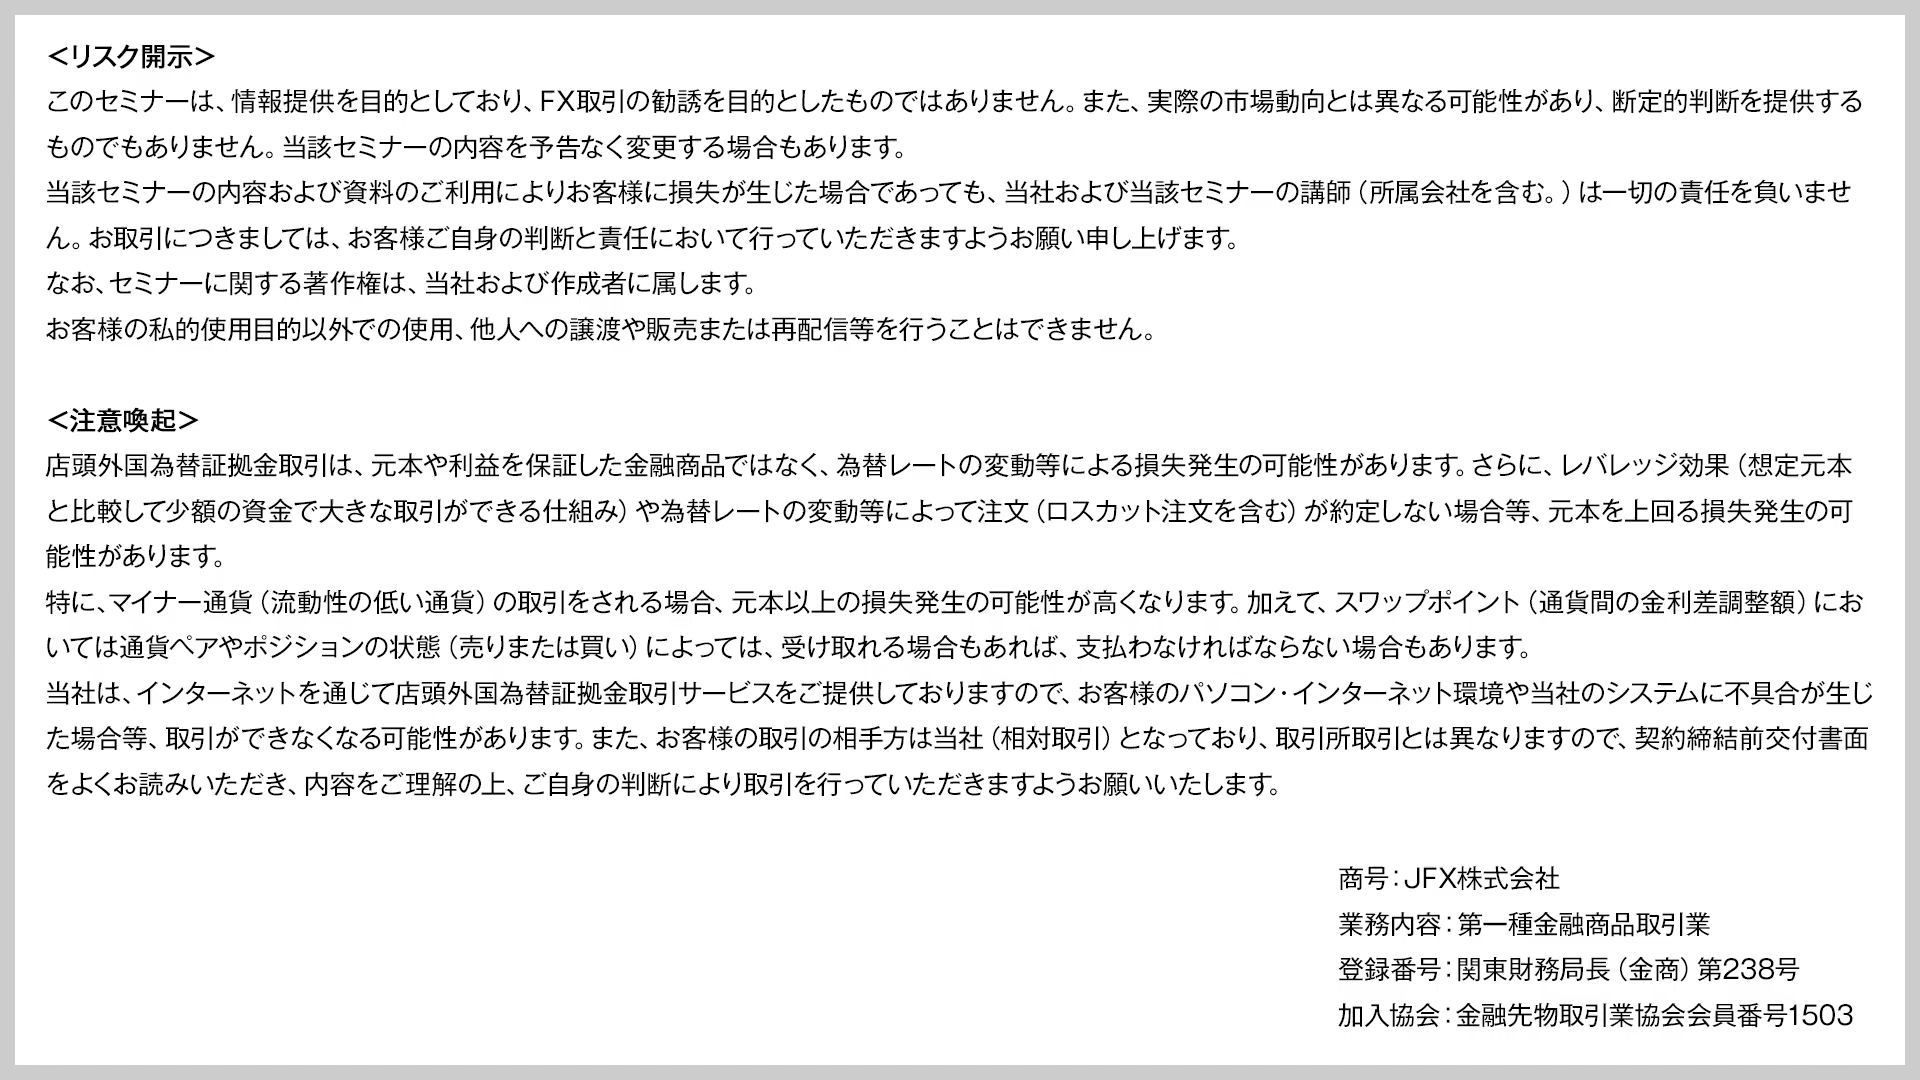 ＜リスク開示＞
このセミナーは、情報提供を目的としており、FX取引の勧誘を目的としたものではありません。また、実際の市場動向とは異なる可能性があり、断定的判断を提供する
ものでもありません。当該セミナーの内容を予告なく変更する場合もあります。
当該セミナーの内容および資料のご利用によりお客様に損失が生じた場合であっても、当社および当該セミナーの講師（所属会社を含む。）は一切の責任を負いませ
ん。お取引につきましては、お客様ご自身の判断と責任において行っていただきますようお願い申し上げます。
なお、セミナーに関する著作権は、当社および作成者に属します。
お客様の私的使用目的以外での使用、他人への譲渡や販売または再配信等を行うことはできません。
＜注意喚起＞
店頭外国為替証拠金取引は、元本や利益を保証した金融商品ではなく、為替レートの変動等による損失発生の可能性があります。さらに、レバレッジ効果（想定元本
と比較して少額の資金で大きな取引ができる仕組み）や為替レートの変動等によって注文（ロスカット注文を含む）が約定しない場合等、元本を上回る損失発生の可
能性があります。
特に、マイナー通貨（流動性の低い通貨）の取引をされる場合、元本以上の損失発生の可能性が高くなります。加えて、スワップポイント（通貨間の金利差調整額）にお
いては通貨ペアやポジションの状態（売りまたは買い）によっては、受け取れる場合もあれば、支払わなければならない場合もあります。
当社は、インターネットを通じて店頭外国為替証拠金取引サービスをご提供しておりますので、お客様のパソコン・インターネット環境や当社のシステムに不具合が生じ
た場合等、取引ができなくなる可能性があります。また、お客様の取引の相手方は当社（相対取引）となっており、取引所取引とは異なりますので、契約締結前交付書面
をよくお読みいただき、内容をご理解の上、ご自身の判断により取引を行っていただきますようお願いいたします。
商号：JFX株式会社
業務内容：第一種金融商品取引業
登録番号：関東財務局長（金商）第238号
加入協会：金融先物取引業協会会員番号1503